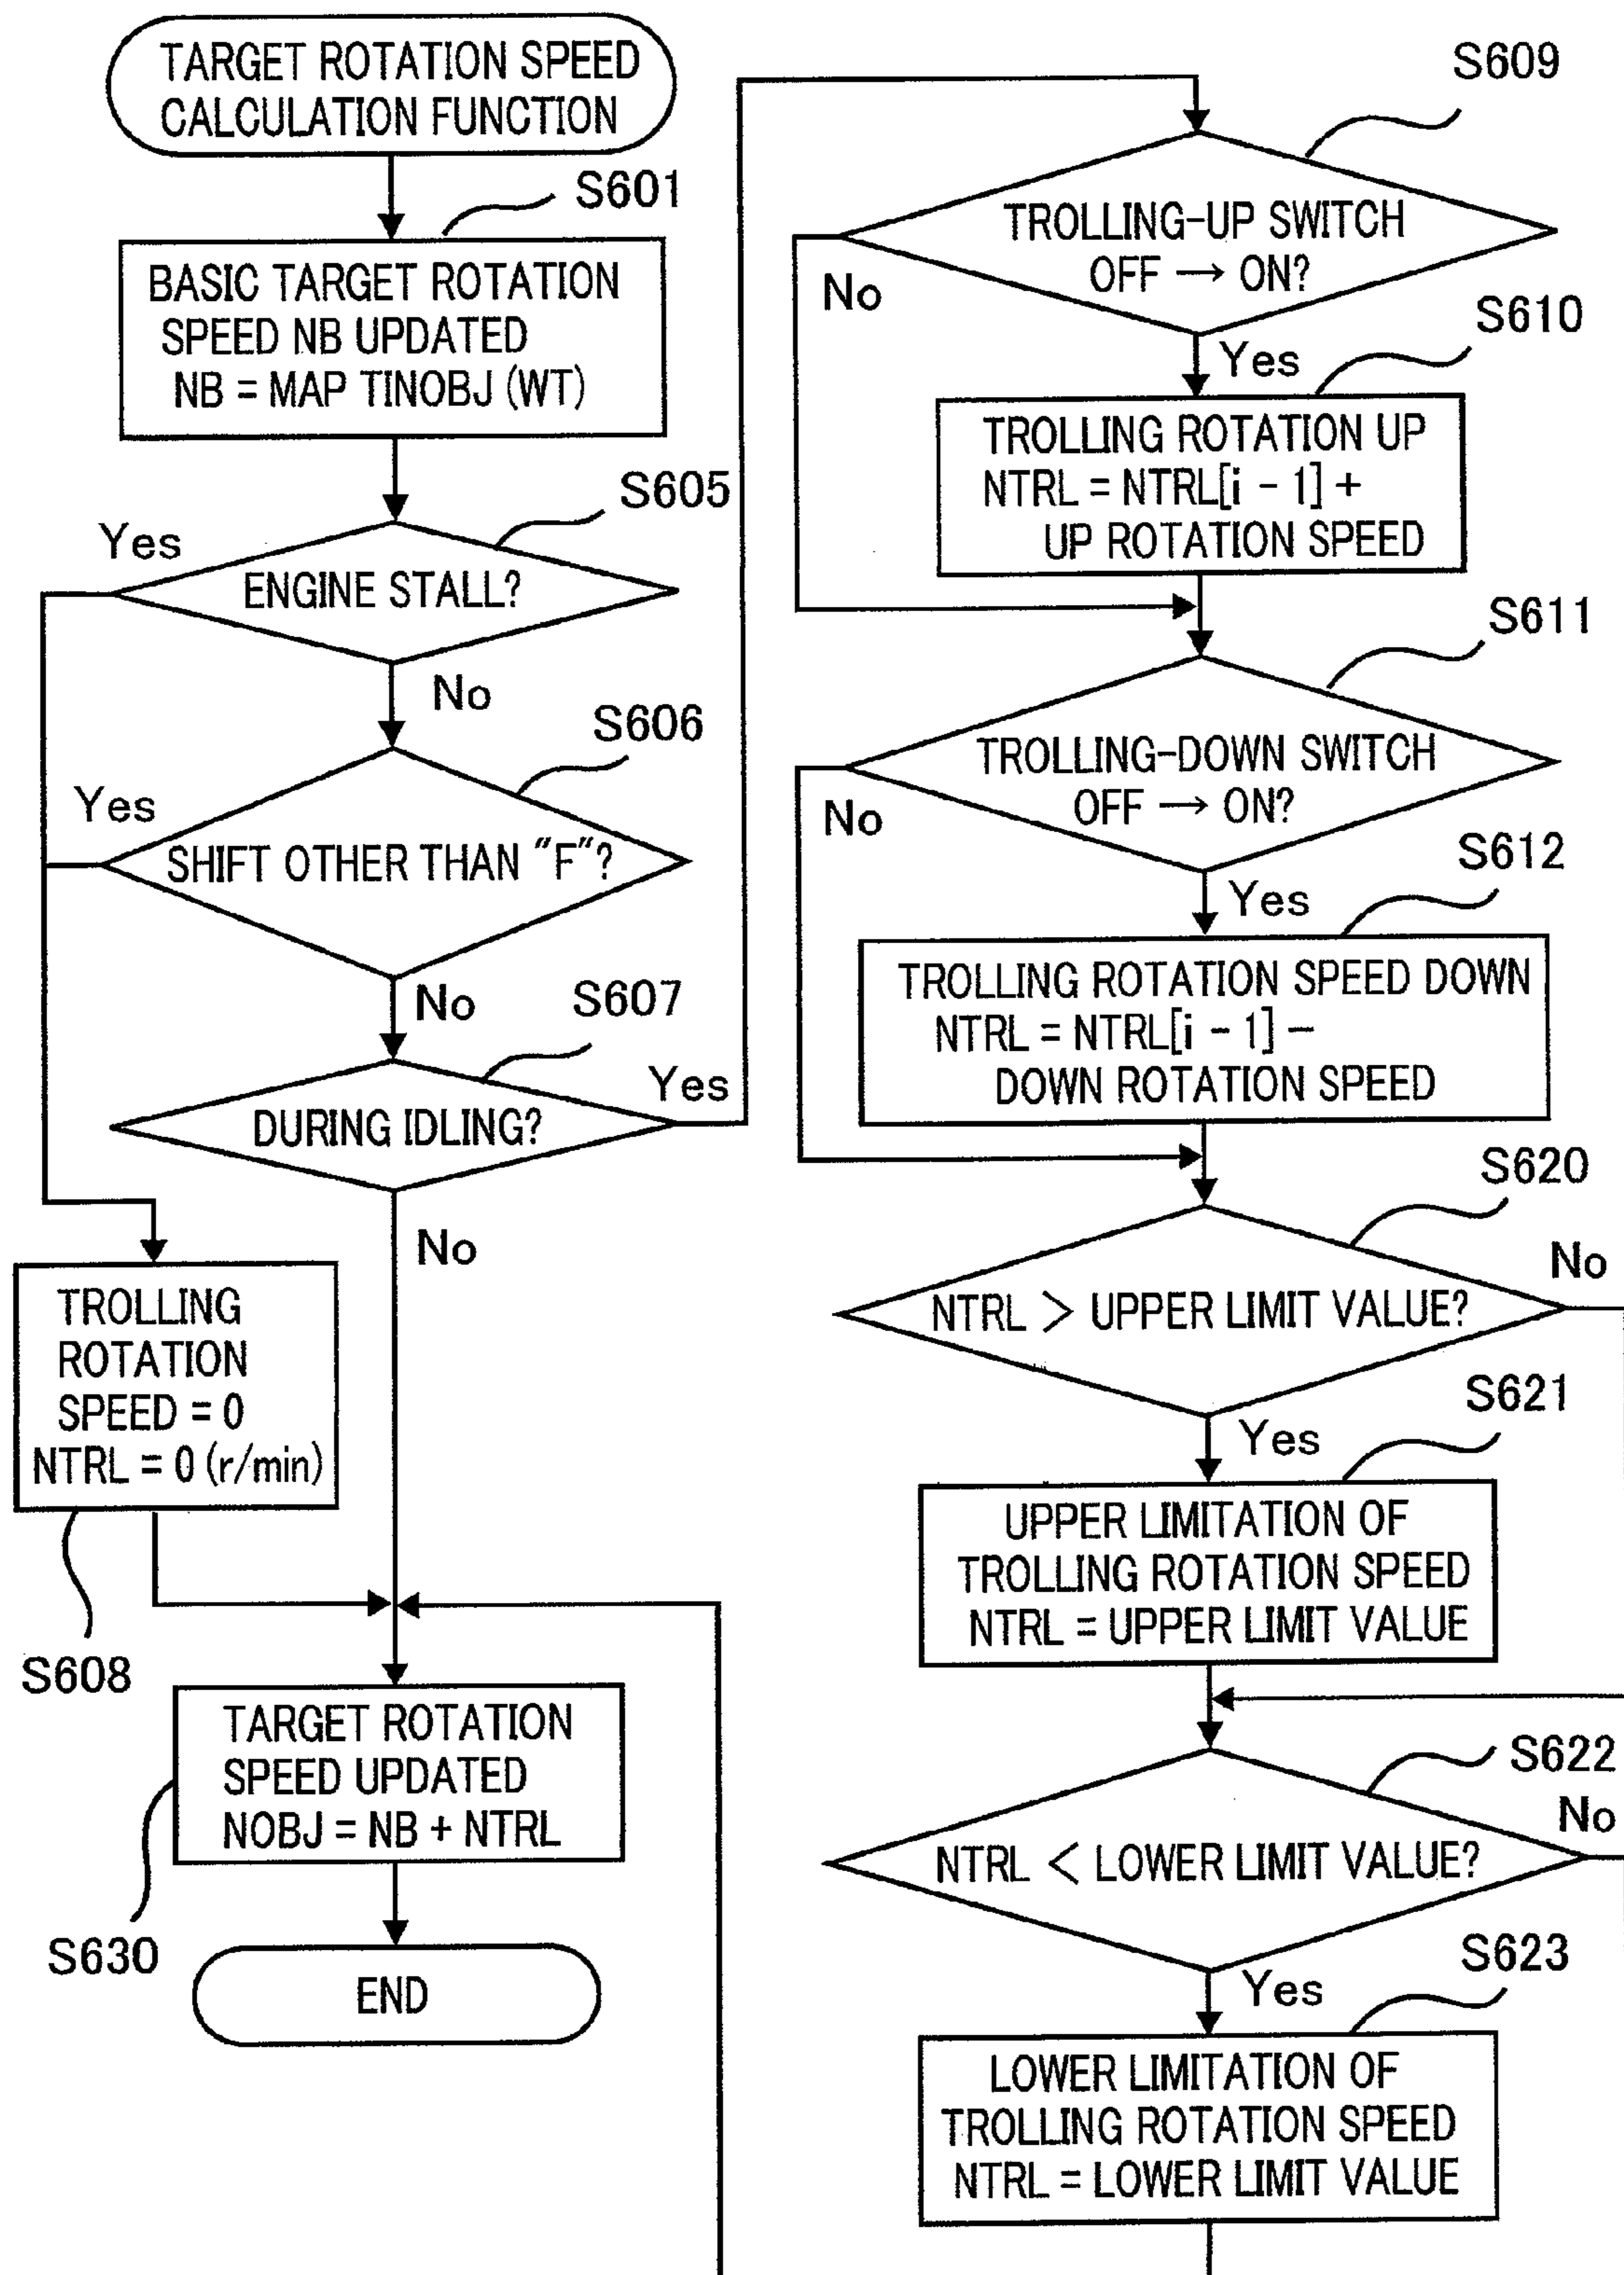 TARGET ROTATION SPEED
CALCULATION FUNCTION
S601
BASIC TARGET ROTATION
SPEED NB UPDATED
NB = MAP TINOBJ (WT)
S605
Yes
ENGINE STALL?
No
S606
Yes
SHIFT OTHER THAN "F"?
No
S607
Yes
DURING IDLING?
No
TROLLING
ROTATION
SPEED = 0
NTRL = 0 (r/min)
S608
TARGET ROTATION
SPEED UPDATED
NOBJ = NB + NTRL
S630
END
S609
TROLLING-UP SWITCH
OFF → ON?
No
Yes
S610
TROLLING ROTATION UP
NTRL = NTRL[i - 1] +
UP ROTATION SPEED
S611
TROLLING-DOWN SWITCH
OFF → ON?
No
Yes
S612
TROLLING ROTATION SPEED DOWN
NTRL = NTRL[i - 1] −
DOWN ROTATION SPEED
S620
No
NTRL > UPPER LIMIT VALUE?
Yes
S621
UPPER LIMITATION OF
TROLLING ROTATION SPEED
NTRL = UPPER LIMIT VALUE
S622
No
NTRL < LOWER LIMIT VALUE?
Yes
S623
LOWER LIMITATION OF
TROLLING ROTATION SPEED
NTRL = LOWER LIMIT VALUE